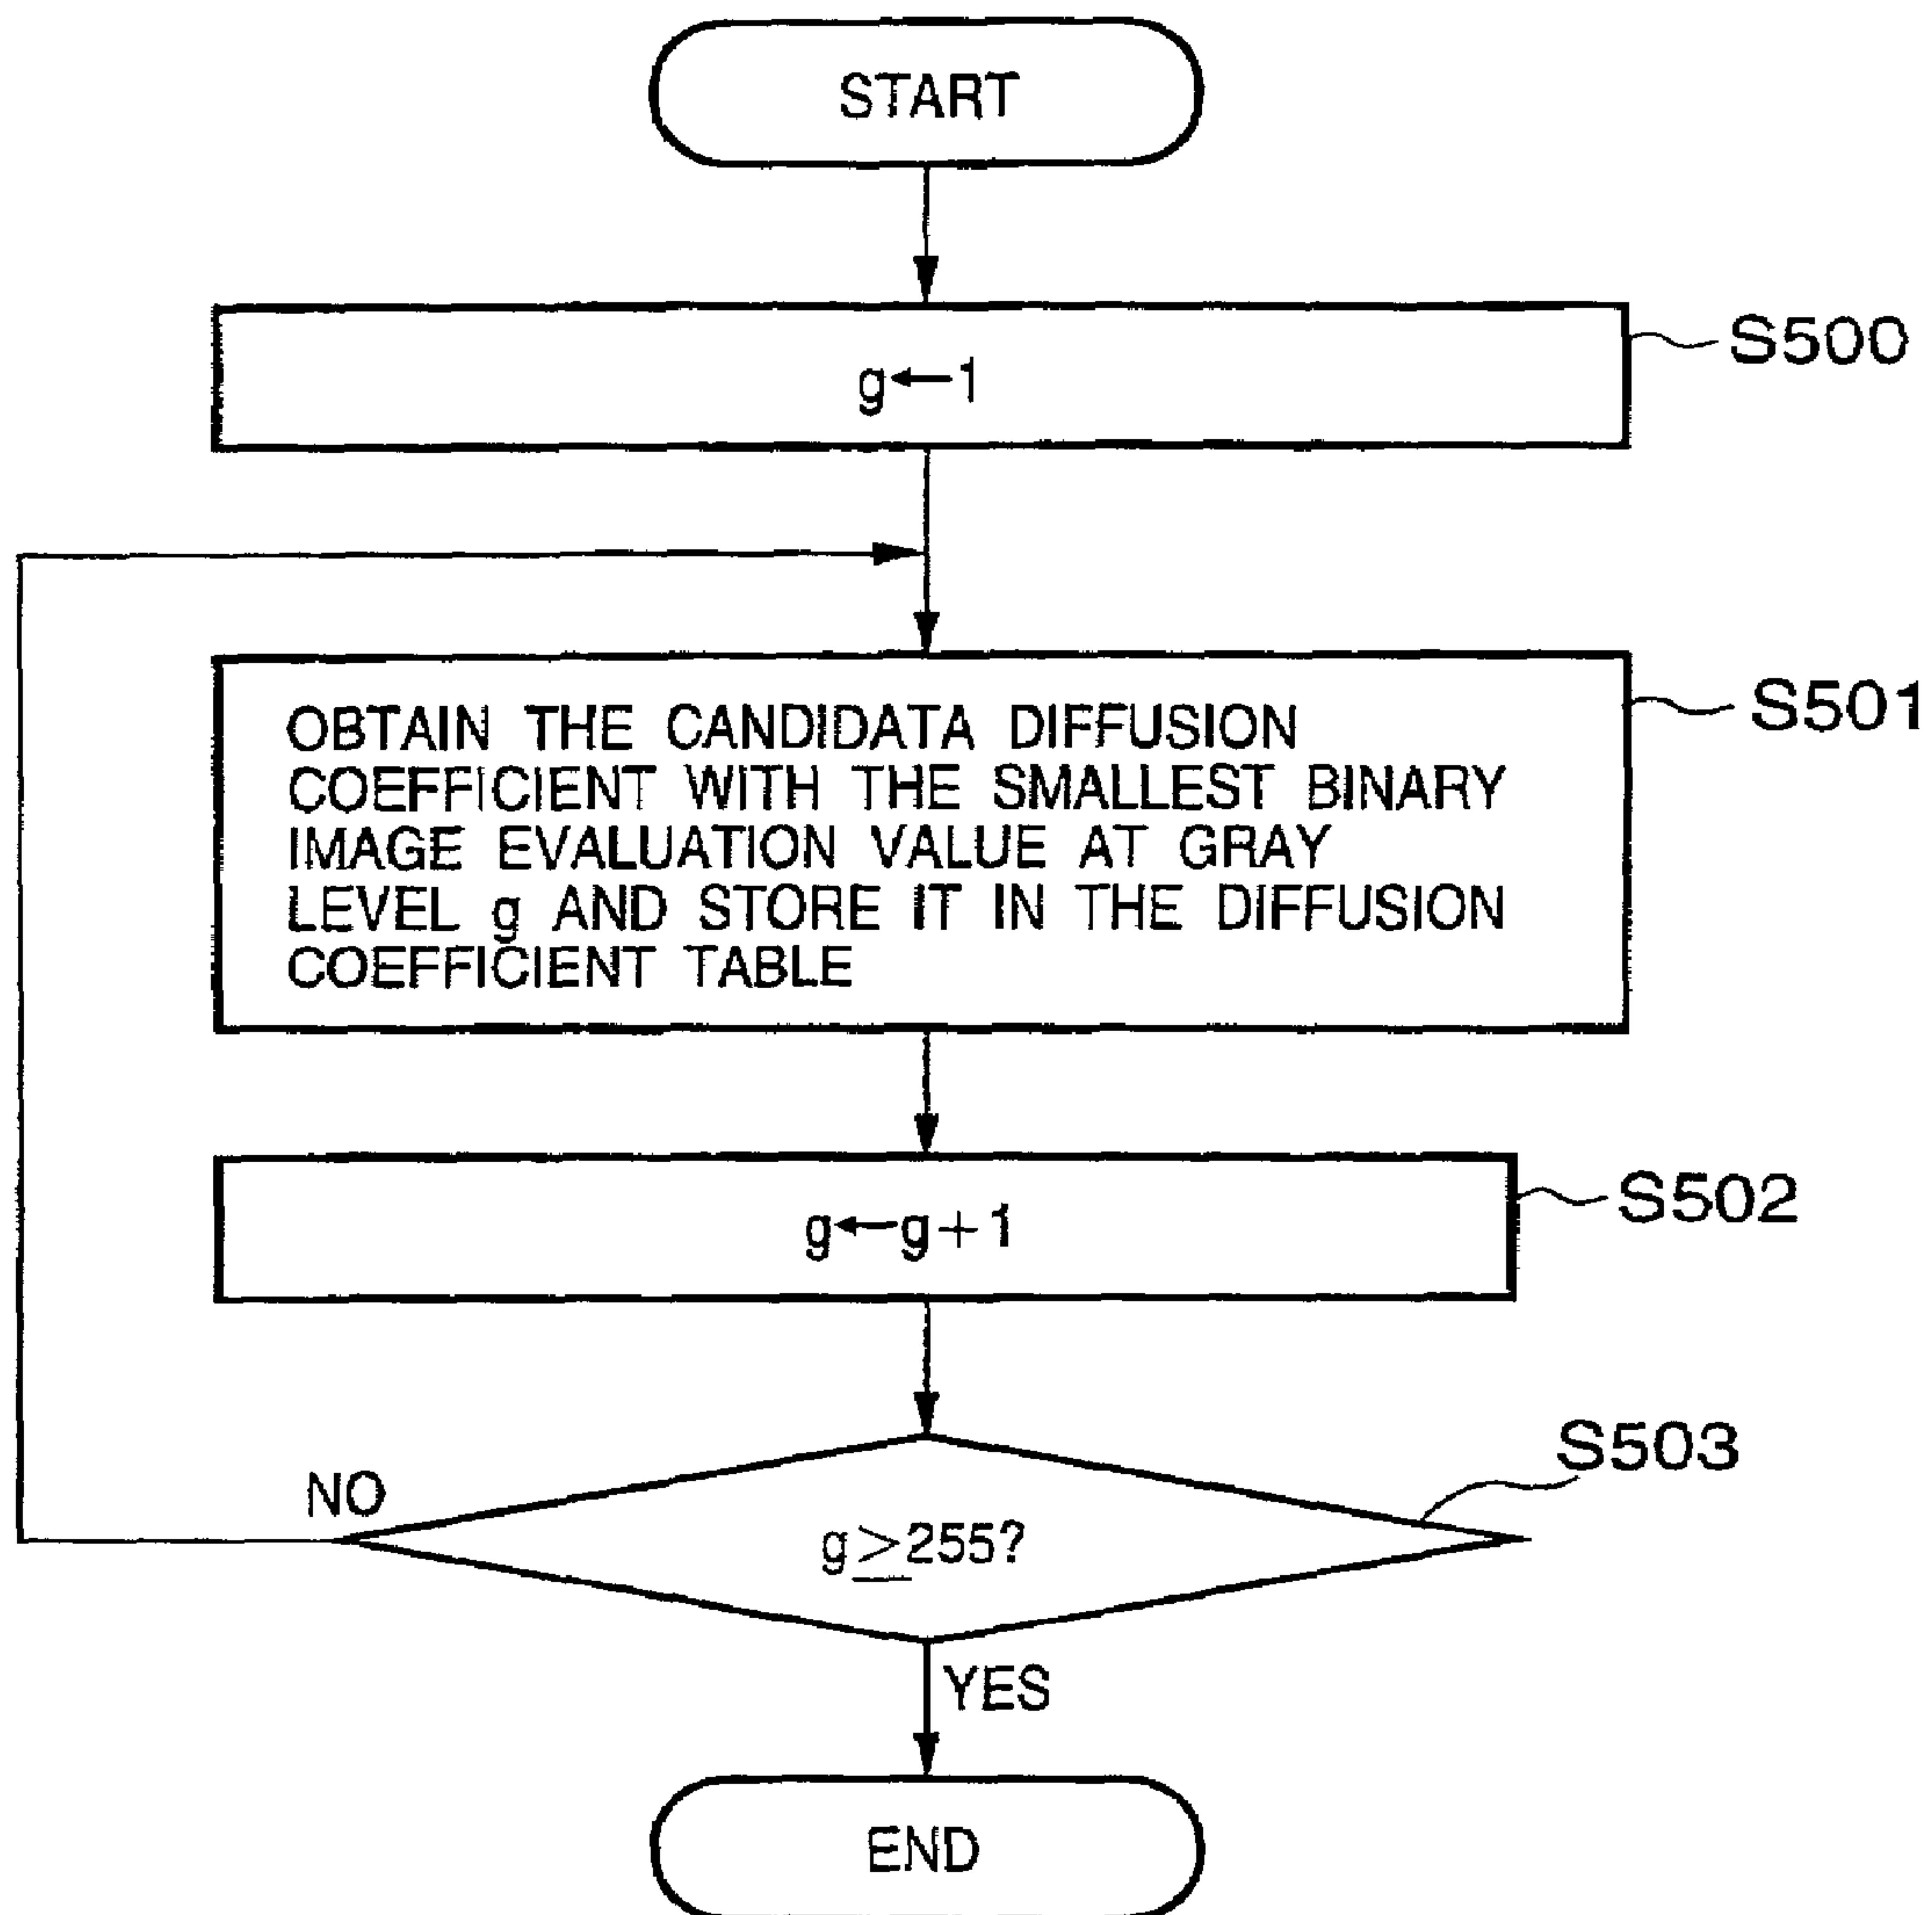 START
g←1
S500
OBTAIN THE CANDIDATA DIFFUSION
COEFFICIENT WITH THE SMALLEST BINARY
IMAGE EVALUATION VALUE AT GRAY
LEVEL g AND STORE IT IN THE DIFFUSION
COEFFICIENT TABLE
S501
g←g+1
S502
S503
NO
g≥255?
YES
END